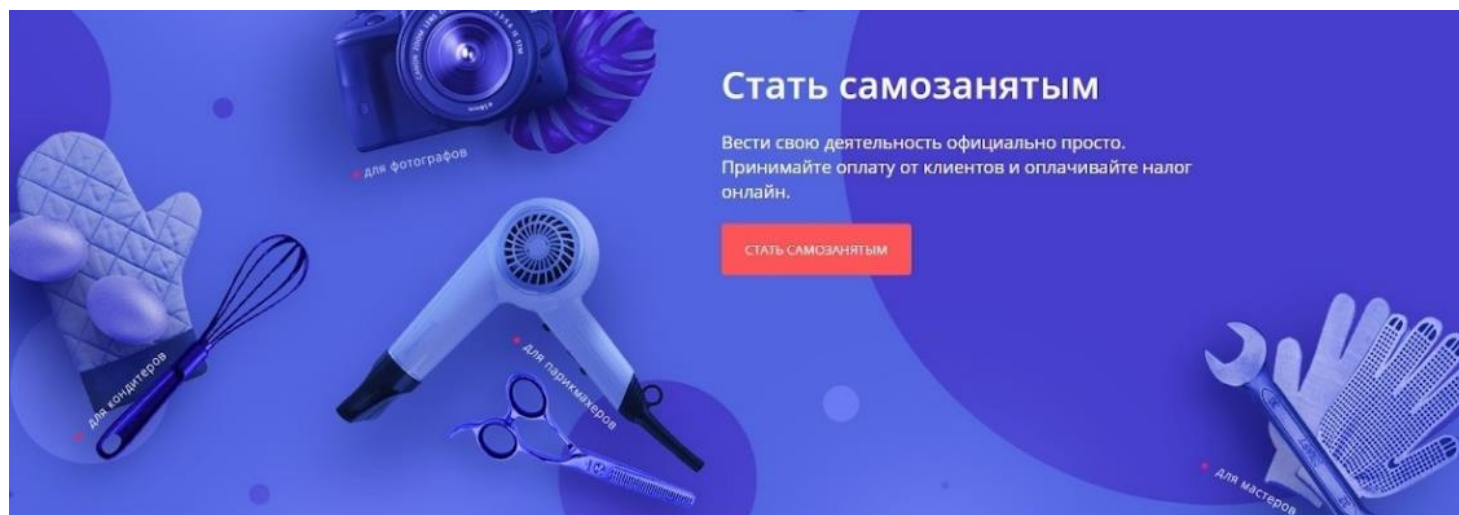 для фотографов
Стать самозанятым
Вести свою деятельность официально просто.
Принимайте оплату от клиентов и оплачивайте налог
онлайн.
СТАТЬ САМОЗАНЯТЫМ
для кондитеров
для парикмахеров
для мастеров